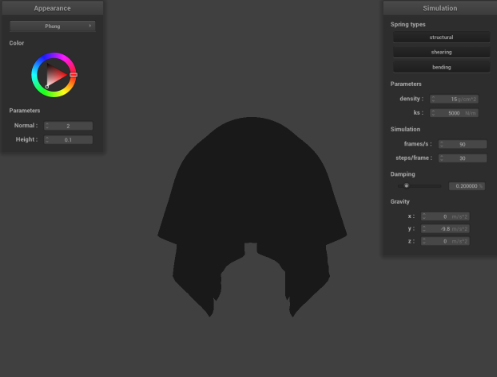 Appearance
Phong
Color
Parameters
Normal : 2
Height : 0.1
Simulation
Spring types
structural
shearing
bending
Parameters
density : 15 g/cm^2
ks : 5000 N/m
Simulation
frames/s : 90
steps/frame : 30
Damping
0.200000 %
Gravity
x : 0 m/s^2
y : -9.8 m/s^2
z : 0 m/s^2